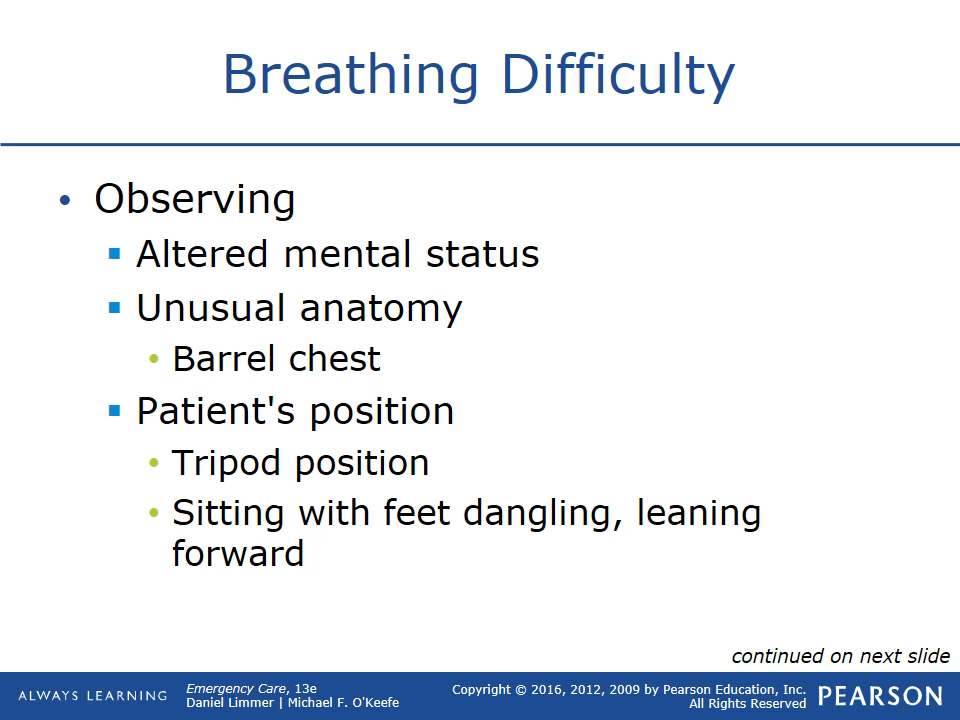 Breathing Difficulty
• Observing
▪ Altered mental status
▪ Unusual anatomy
• Barrel chest
▪ Patient's position
• Tripod position
• Sitting with feet dangling, leaning
forward
continued on next slide
ALWAYS LEARNING
Emergency Care, 13e
Daniel Limmer | Michael F. O'Keefe
Copyright © 2016, 2012, 2009 by Pearson Education, Inc.
All Rights Reserved
PEARSON